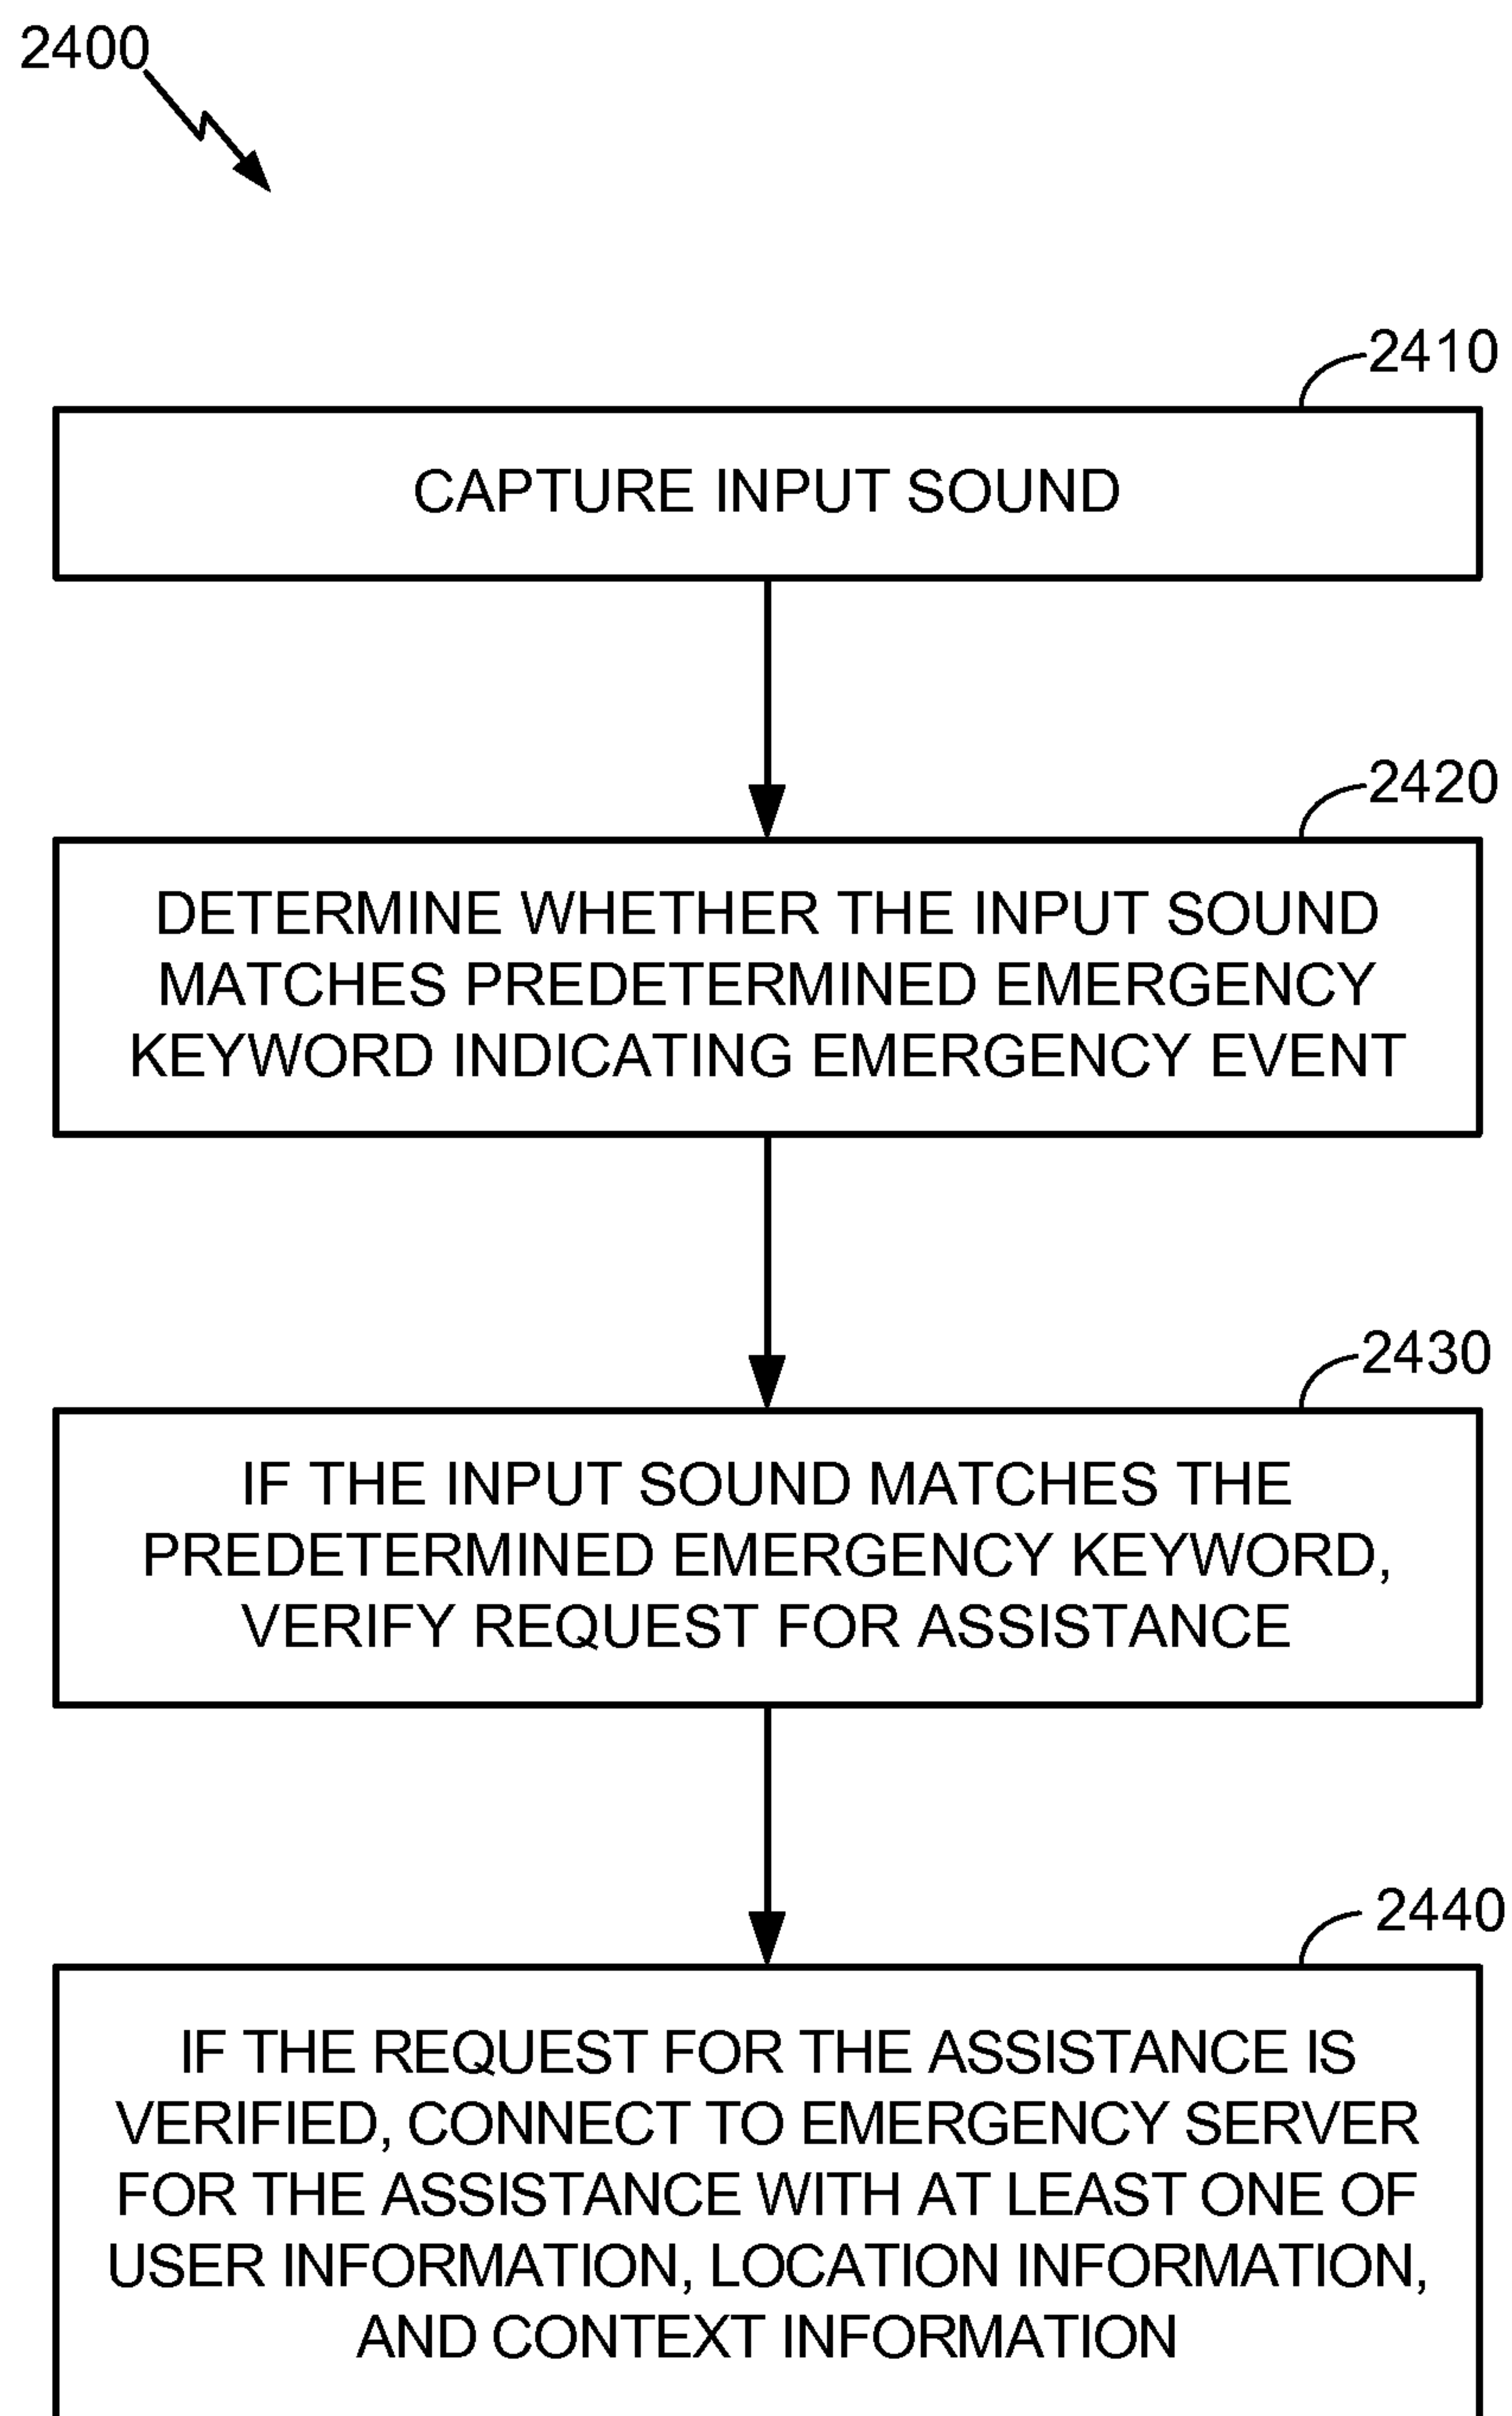 2400
2410
CAPTURE INPUT SOUND
2420
DETERMINE WHETHER THE INPUT SOUND
MATCHES PREDETERMINED EMERGENCY
KEYWORD INDICATING EMERGENCY EVENT
2430
IF THE INPUT SOUND MATCHES THE
PREDETERMINED EMERGENCY KEYWORD,
VERIFY REQUEST FOR ASSISTANCE
2440
IF THE REQUEST FOR THE ASSISTANCE IS
VERIFIED, CONNECT TO EMERGENCY SERVER
FOR THE ASSISTANCE WITH AT LEAST ONE OF
USER INFORMATION, LOCATION INFORMATION,
AND CONTEXT INFORMATION